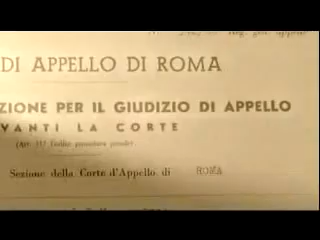 DI APPELLO DI ROMA
ZIONE PER IL GIUDIZIO DI APPELLO
VANTI LA CORTE
Sezione della Corte d'Appello di ROMA